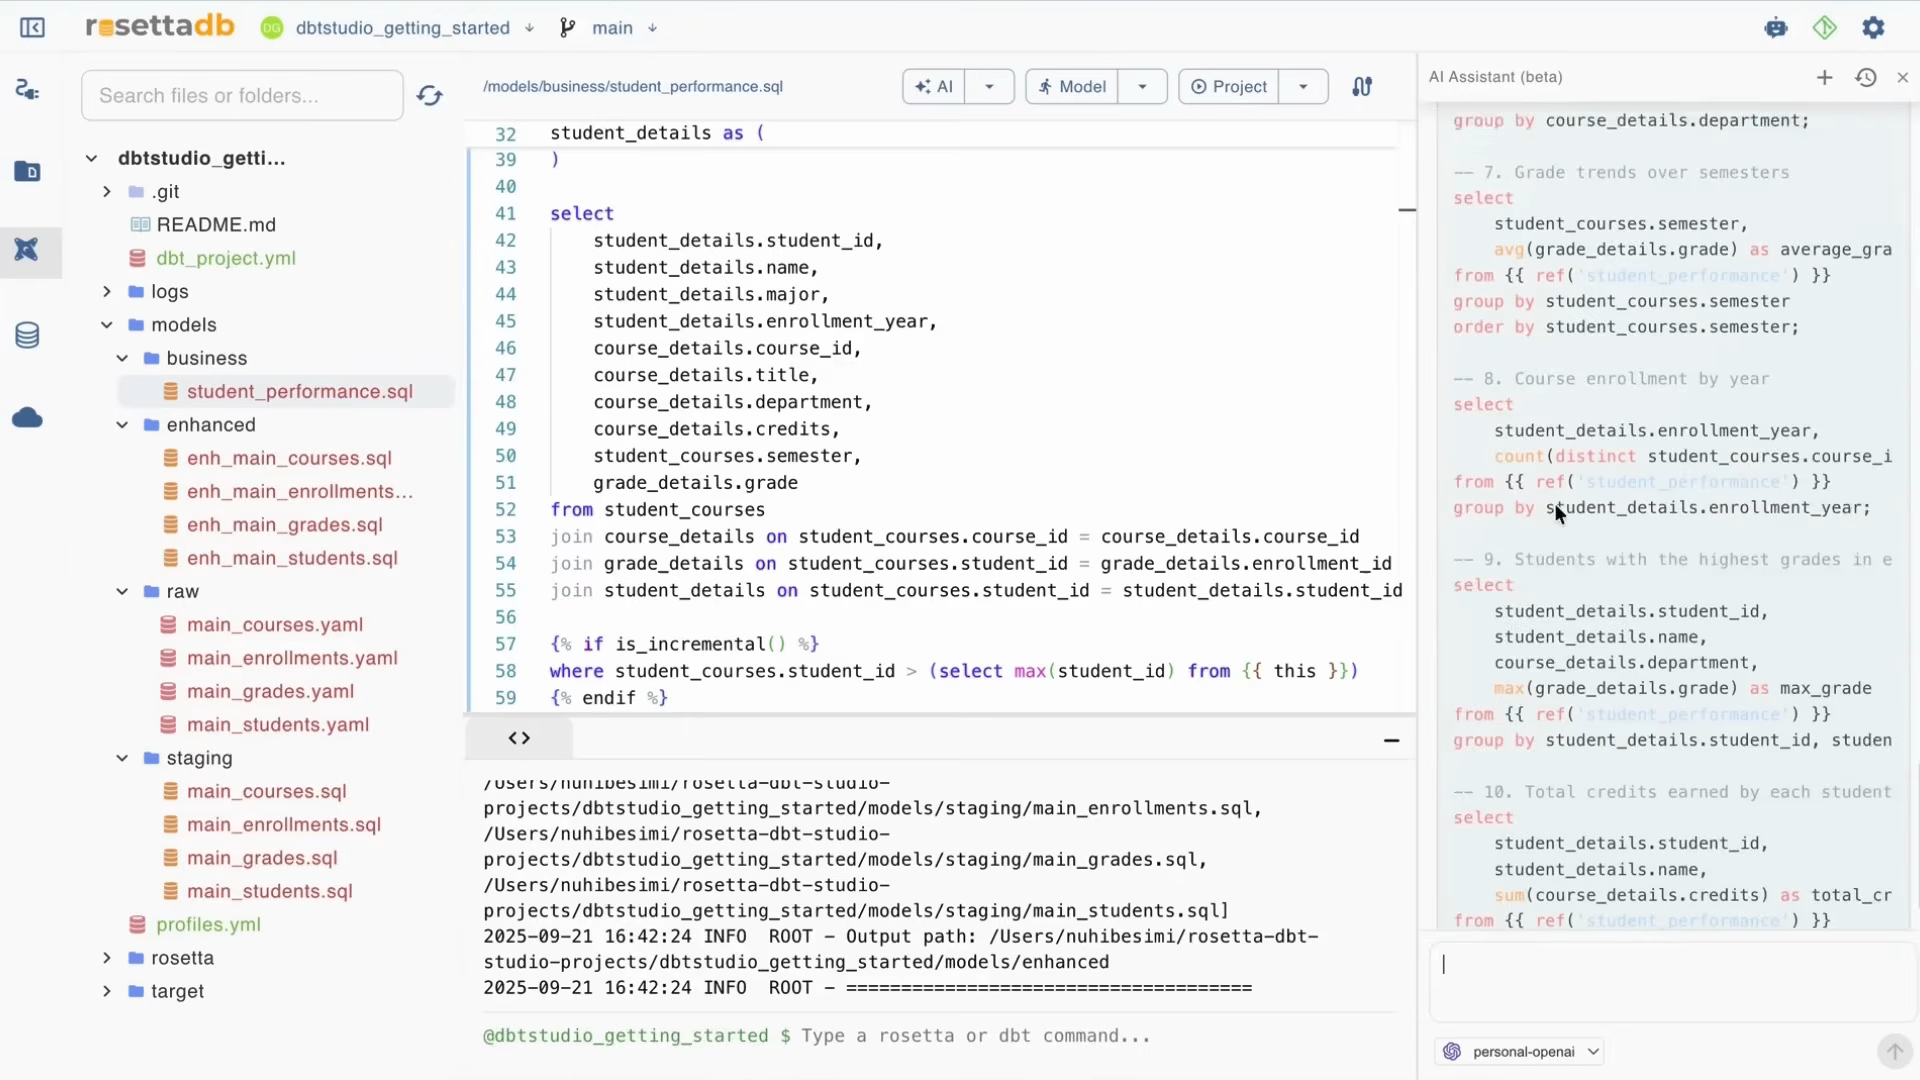 rosettadb
DG dbtstudio_getting_started
main
Search files or folders...
dbtstudio_getti...
.git
README.md
dbt_project.yml
logs
models
business
student_performance.sql
enhanced
enh_main_courses.sql
enh_main_enrollments...
enh_main_grades.sql
enh_main_students.sql
raw
main_courses.yaml
main_enrollments.yaml
main_grades.yaml
main_students.yaml
staging
main_courses.sql
main_enrollments.sql
main_grades.sql
main_students.sql
profiles.yml
rosetta
target
/models/business/student_performance.sql
AI
Model
Project
32 student_details as (
39 )
40
41 select
42 student_details.student_id,
43 student_details.name,
44 student_details.major,
45 student_details.enrollment_year,
46 course_details.course_id,
47 course_details.title,
48 course_details.department,
49 course_details.credits,
50 student_courses.semester,
51 grade_details.grade
52 from student_courses
53 join course_details on student_courses.course_id = course_details.course_id
54 join grade_details on student_courses.student_id = grade_details.enrollment_id
55 join student_details on student_courses.student_id = student_details.student_id
56
57 {% if is_incremental() %}
58 where student_courses.student_id > (select max(student_id) from {{ this }})
59 {% endif %}
<>
/Users/nuhibesimi/rosetta-dbt-studio-
projects/dbtstudio_getting_started/models/staging/main_enrollments.sql,
/Users/nuhibesimi/rosetta-dbt-studio-
projects/dbtstudio_getting_started/models/staging/main_grades.sql,
/Users/nuhibesimi/rosetta-dbt-studio-
projects/dbtstudio_getting_started/models/staging/main_students.sql]
2025-09-21 16:42:24 INFO ROOT - Output path: /Users/nuhibesimi/rosetta-dbt-
studio-projects/dbtstudio_getting_started/models/enhanced
2025-09-21 16:42:24 INFO ROOT - =====================================
@dbtstudio_getting_started $ Type a rosetta or dbt command...
AI Assistant (beta)
group by course_details.department;
-- 7. Grade trends over semesters
select
student_courses.semester,
avg(grade_details.grade) as average_gra
from {{ ref('student_performance') }}
group by student_courses.semester
order by student_courses.semester;
-- 8. Course enrollment by year
select
student_details.enrollment_year,
count(distinct student_courses.course_i
from {{ ref('student_performance') }}
group by student_details.enrollment_year;
-- 9. Students with the highest grades in e
select
student_details.student_id,
student_details.name,
course_details.department,
max(grade_details.grade) as max_grade
from {{ ref('student_performance') }}
group by student_details.student_id, studen
-- 10. Total credits earned by each student
select
student_details.student_id,
student_details.name,
sum(course_details.credits) as total_cr
from {{ ref('student_performance') }}
personal-openai